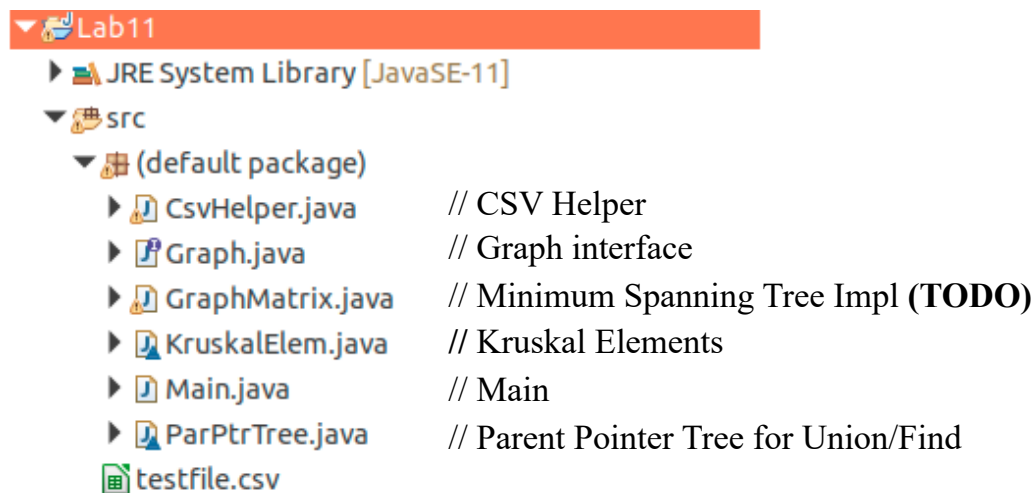 Lab11
JRE System Library [JavaSE-11]
src
(default package)
CsvHelper.java // CSV Helper
Graph.java // Graph interface
GraphMatrix.java // Minimum Spanning Tree Impl (TODO)
KruskalElem.java // Kruskal Elements
Main.java // Main
ParPtrTree.java // Parent Pointer Tree for Union/Find
testfile.csv